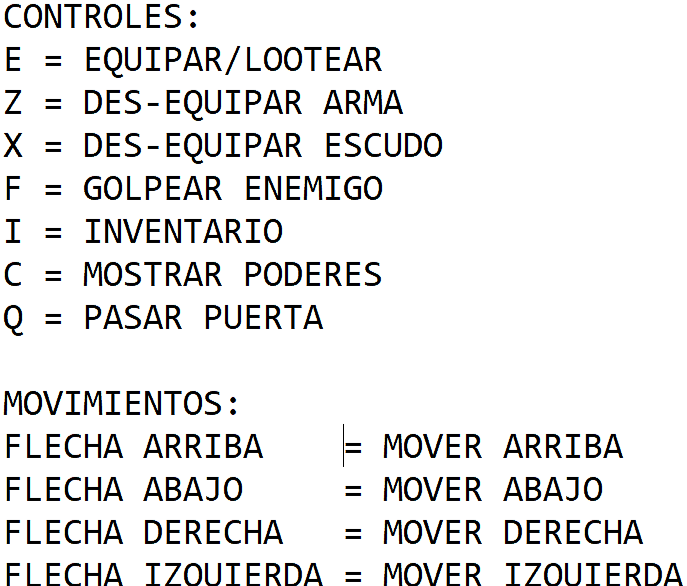 CONTROLES:
E = EQUIPAR/LOOTEAR
Z = DES-EQUIPAR ARMA
X = DES-EQUIPAR ESCUDO
F = GOLPEAR ENEMIGO
I = INVENTARIO
C = MOSTRAR PODERES
Q = PASAR PUERTA

MOVIMIENTOS:
FLECHA ARRIBA    = MOVER ARRIBA
FLECHA ABAJO     = MOVER ABAJO
FLECHA DERECHA   = MOVER DERECHA
FLECHA IZQUIERDA = MOVER IZQUIERDA